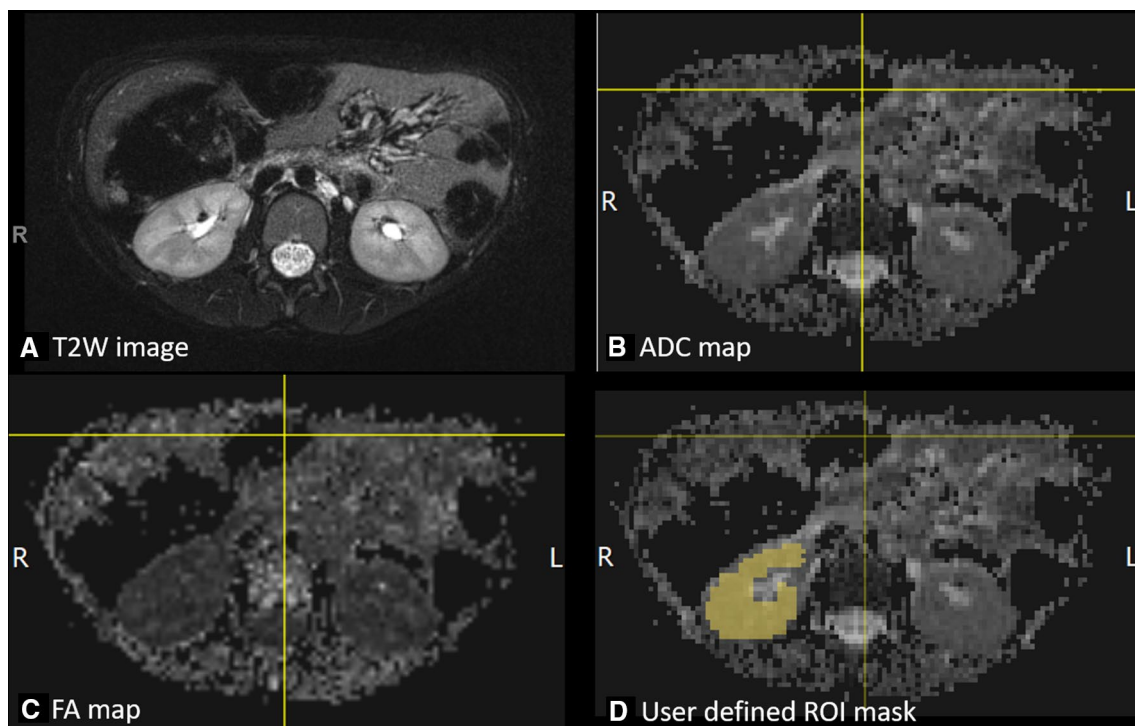 R
A T2W image
R
L
B ADC map
R
L
C FA map
R
L
D User defined ROI mask